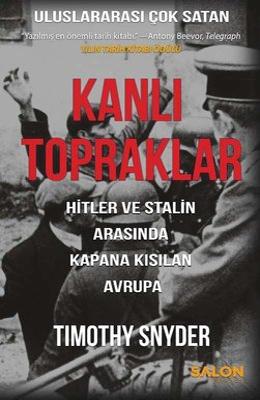 ULUSLARARASI ÇOK SATAN
"Yazılmış en önemli tarih kitabı."—Antony Beevor, Telegraph
YILIN TARİH KİTABI ÖDÜLÜ
KANLI
TOPRAKLAR
HİTLER VE STALİN
ARASINDA
KAPANA KISILAN
AVRUPA
TIMOTHY SNYDER
SALON